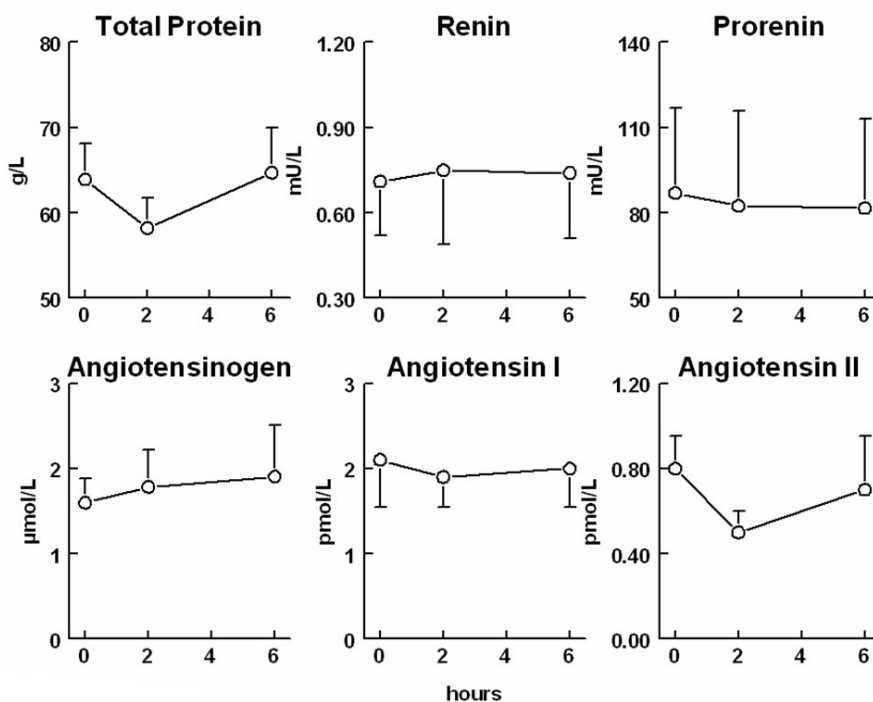 Total Protein
80
70
60
50
g/L
0 2 4 6
Renin
1.20
0.90
0.60
0.30
mU/L
0 2 4 6
Prorenin
140
110
80
50
mU/L
0 2 4 6
Angiotensinogen
3
2
1
0
µmol/L
0 2 4 6
Angiotensin I
3
2
1
0
pmol/L
0 2 4 6
Angiotensin II
1.20
0.80
0.40
0.00
pmol/L
0 2 4 6
hours